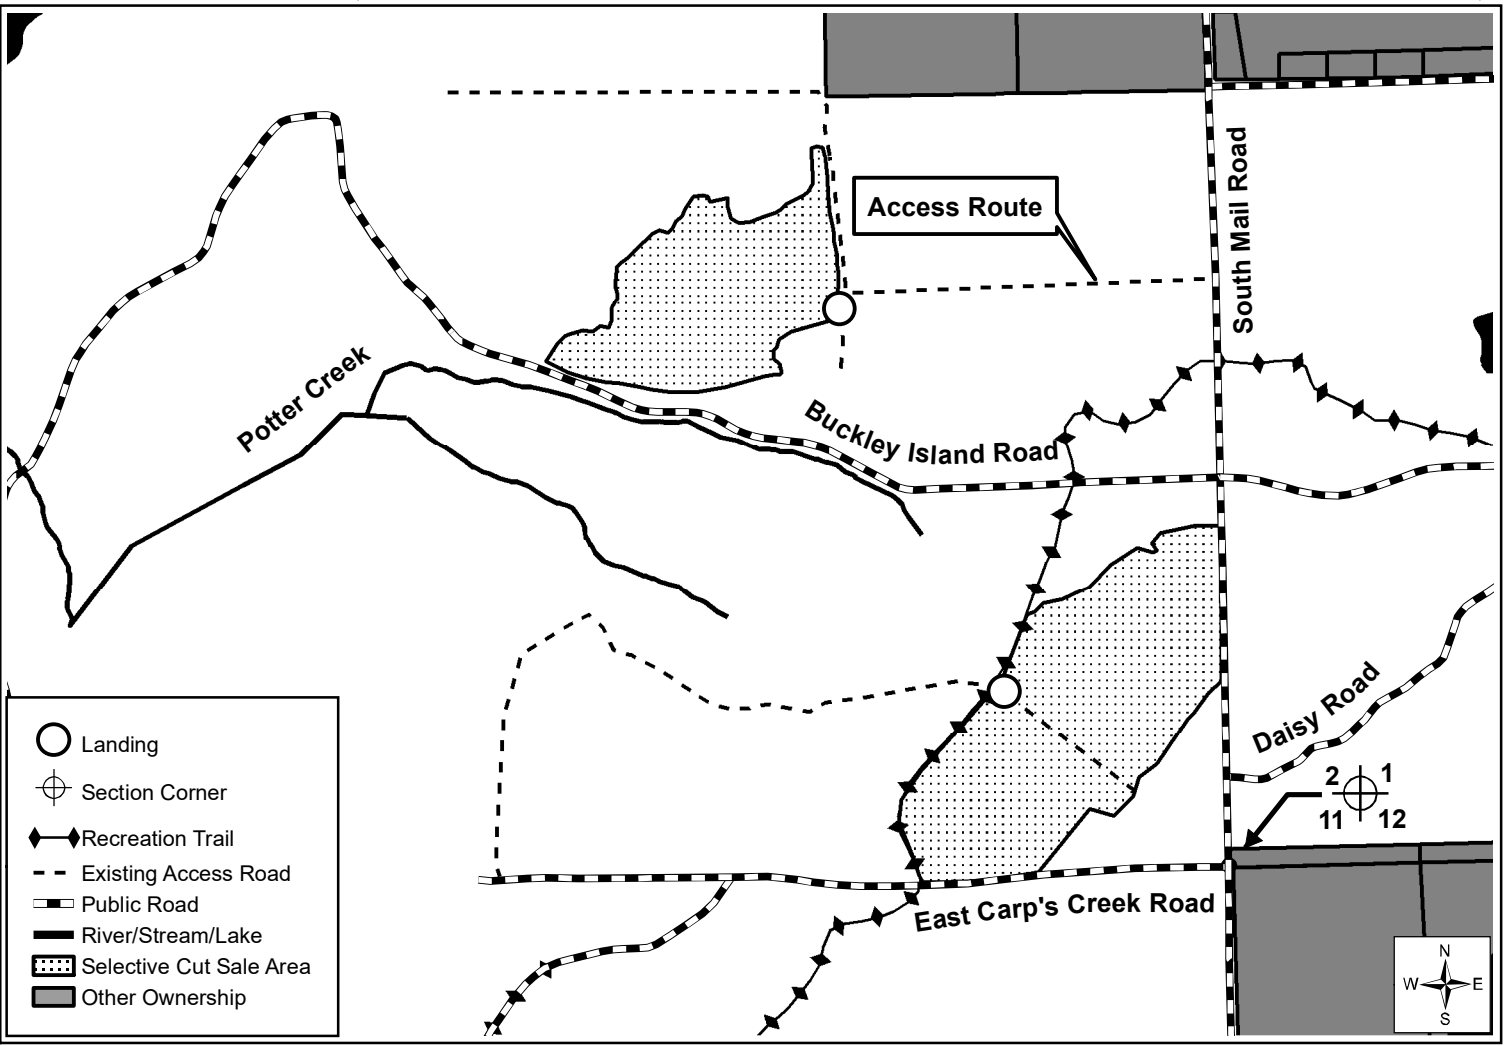 Access Route
South Mail Road
Potter Creek
Buckley Island Road
Daisy Road
2 1
11 12
East Carp's Creek Road
Landing
Section Corner
Recreation Trail
Existing Access Road
Public Road
River/Stream/Lake
Selective Cut Sale Area
Other Ownership
N
W E
S